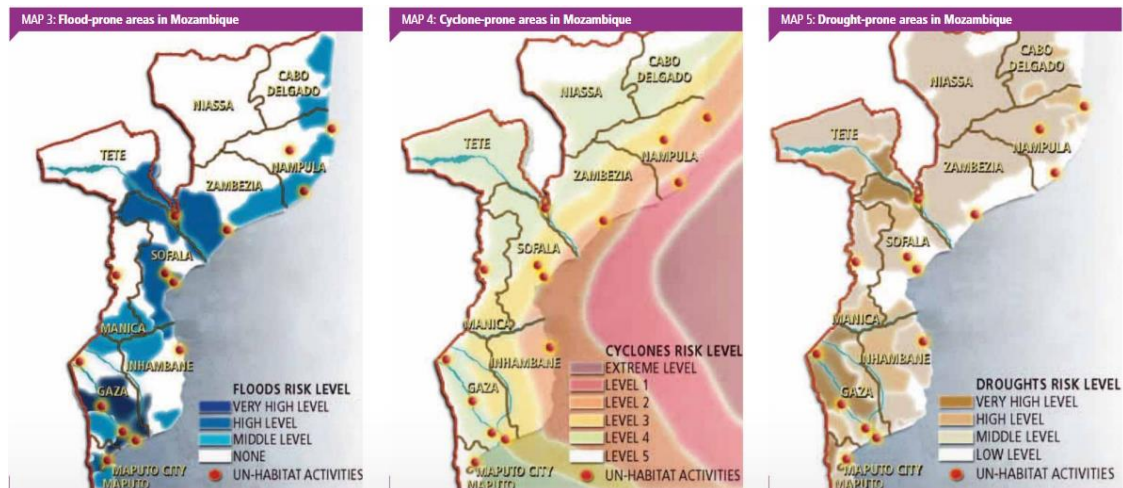 MAP 3: Flood-prone areas in Mozambique
CABO
DELGADO
NIASSA
TETE
NAMPULA
ZAMBEZIA
SOFALA
MANICA
INHAMBANE
GAZA
FLOODS RISK LEVEL
VERY HIGH LEVEL
HIGH LEVEL
MIDDLE LEVEL
NONE
UN-HABITAT ACTIVITIES
MAPUTO CITY
MAPUTO
MAP 4: Cyclone-prone areas in Mozambique
CABO
DELGADO
NIASSA
TETE
NAMPULA
ZAMBEZIA
SOFALA
MANICA
INHAMBANE
GAZA
CYCLONES RISK LEVEL
EXTREME LEVEL
LEVEL 1
LEVEL 2
LEVEL 3
LEVEL 4
LEVEL 5
UN-HABITAT ACTIVITIES
MAPUTO CITY
MAPUTO
MAP 5: Drought-prone areas in Mozambique
CABO
DELGADO
NIASSA
TETE
NAMPULA
ZAMBEZIA
SOFALA
MANICA
INHAMBANE
GAZA
DROUGHTS RISK LEVEL
VERY HIGH LEVEL
HIGH LEVEL
MIDDLE LEVEL
LOW LEVEL
UN-HABITAT ACTIVITIES
MAPUTO CITY
MAPUTO